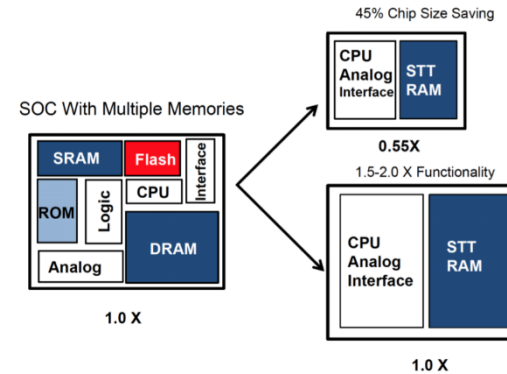 45% Chip Size Saving
CPU
Analog
Interface
STT
RAM
0.55X
SOC With Multiple Memories
SRAM
Flash
Interface
ROM
Logic
CPU
DRAM
Analog
1.0 X
1.5-2.0 X Functionality
CPU
Analog
Interface
STT
RAM
1.0 X